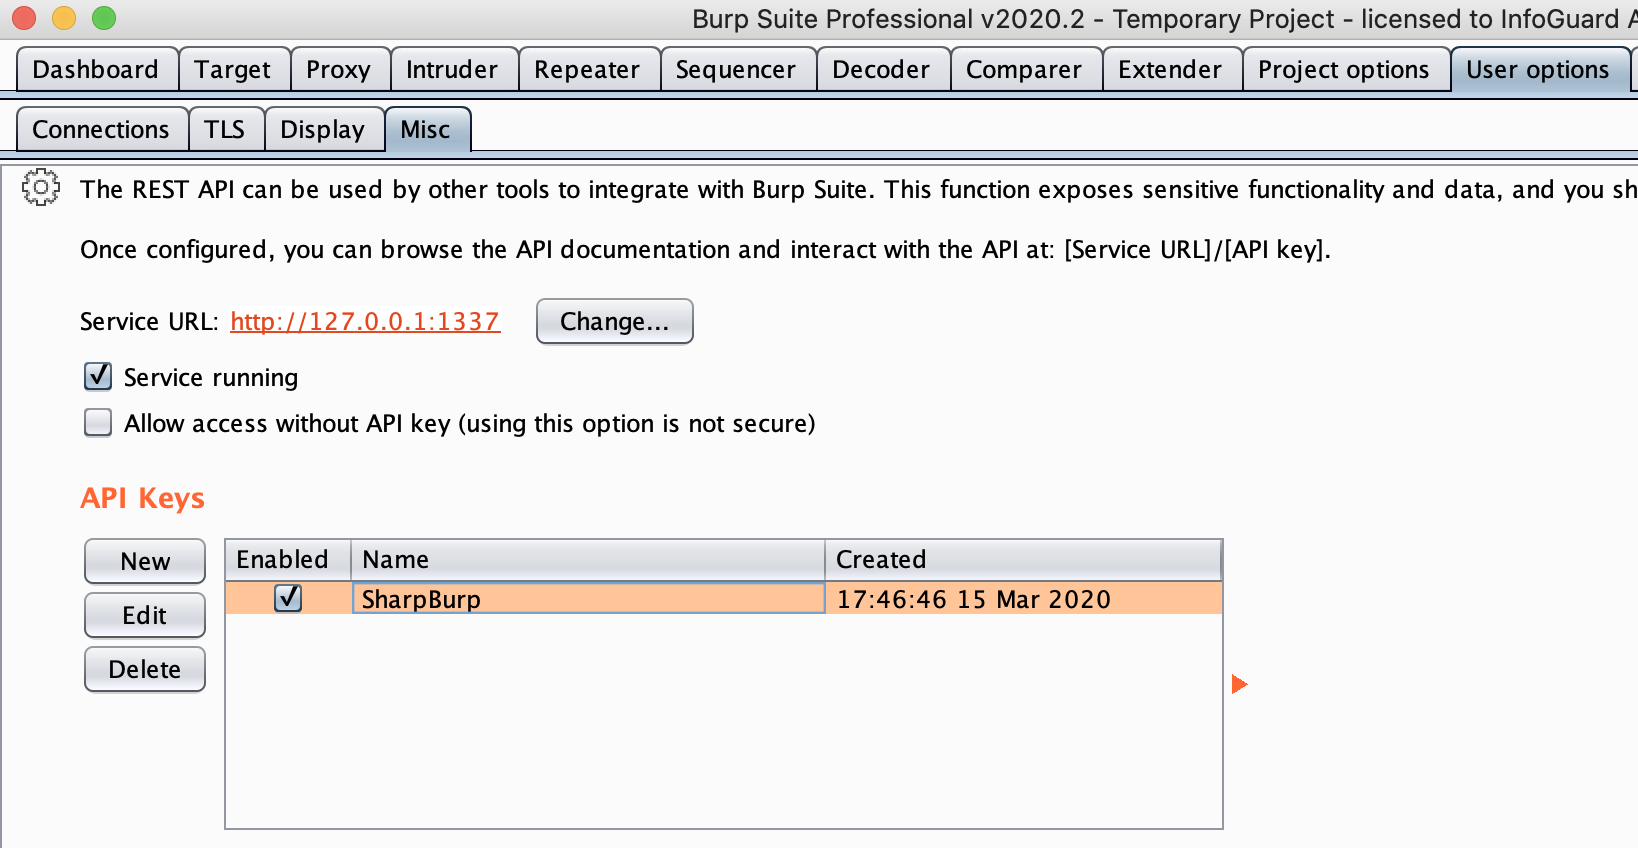 Burp Suite Professional v2020.2 - Temporary Project - licensed to InfoGuard A
Dashboard Target Proxy Intruder Repeater Sequencer Decoder Comparer Extender Project options User options
Connections TLS Display Misc
The REST API can be used by other tools to integrate with Burp Suite. This function exposes sensitive functionality and data, and you sh
Once configured, you can browse the API documentation and interact with the API at: [Service URL]/[API key].
Service URL: http://127.0.0.1:1337 Change...
Service running
Allow access without API key (using this option is not secure)
API Keys
New Enabled Name Created
SharpBurp 17:46:46 15 Mar 2020
Edit
Delete